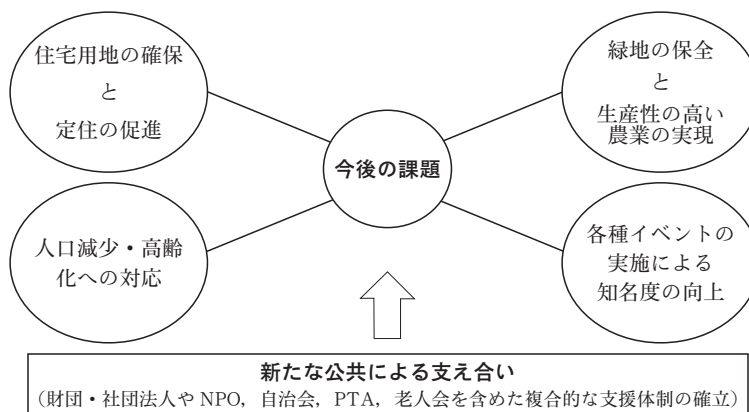 住宅用地の確保
と
定住の促進
緑地の保全
と
生産性の高い
農業の実現
今後の課題
人口減少・高齢
化への対応
各種イベントの
実施による
知名度の向上
新たな公共による支え合い
（財団・社団法人や NPO，自治会，PTA，老人会を含めた複合的な支援体制の確立）